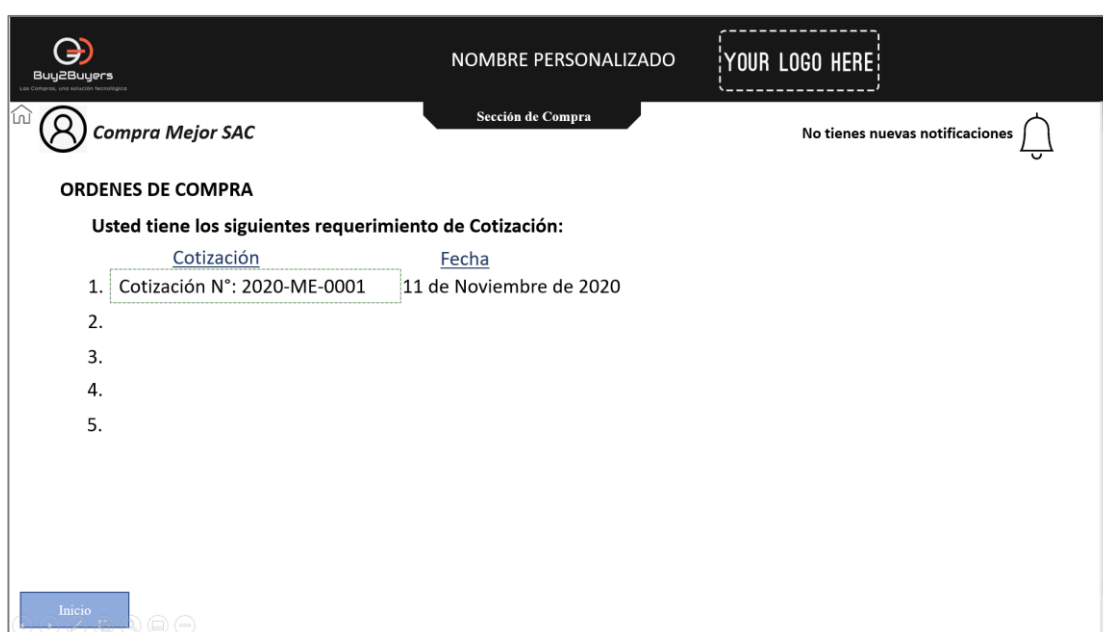 NOMBRE PERSONALIZADO
YOUR LOGO HERE
Buy2Buyers
Las Compras, una solución tecnológica
Sección de Compra
Compra Mejor SAC
No tienes nuevas notificaciones
ORDENES DE COMPRA
Usted tiene los siguientes requerimiento de Cotización:
Cotización Fecha
1. Cotización N°: 2020-ME-0001 11 de Noviembre de 2020
2.
3.
4.
5.
Inicio